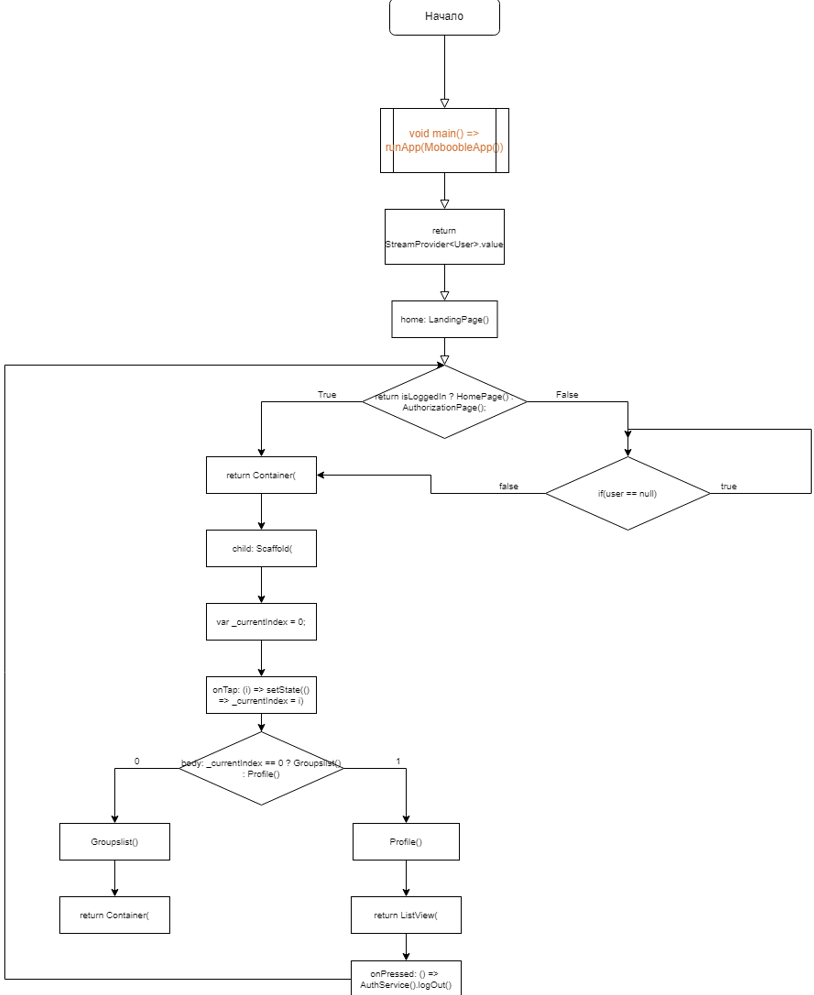 Начало
void main() =>
runApp(MoboobleApp())
return
StreamProvider<User>.value
home: LandingPage()
True
return isLoggedIn ? HomePage() :
AuthorizationPage();
False
return Container(
false
if(user == null)
true
child: Scaffold(
var _currentIndex = 0;
onTap: (i) => setState(()
=> _currentIndex = i)
0
body: _currentIndex == 0 ? Groupslist()
: Profile()
1
Groupslist()
Profile()
return Container(
return ListView(
onPressed: () =>
AuthService().logOut()